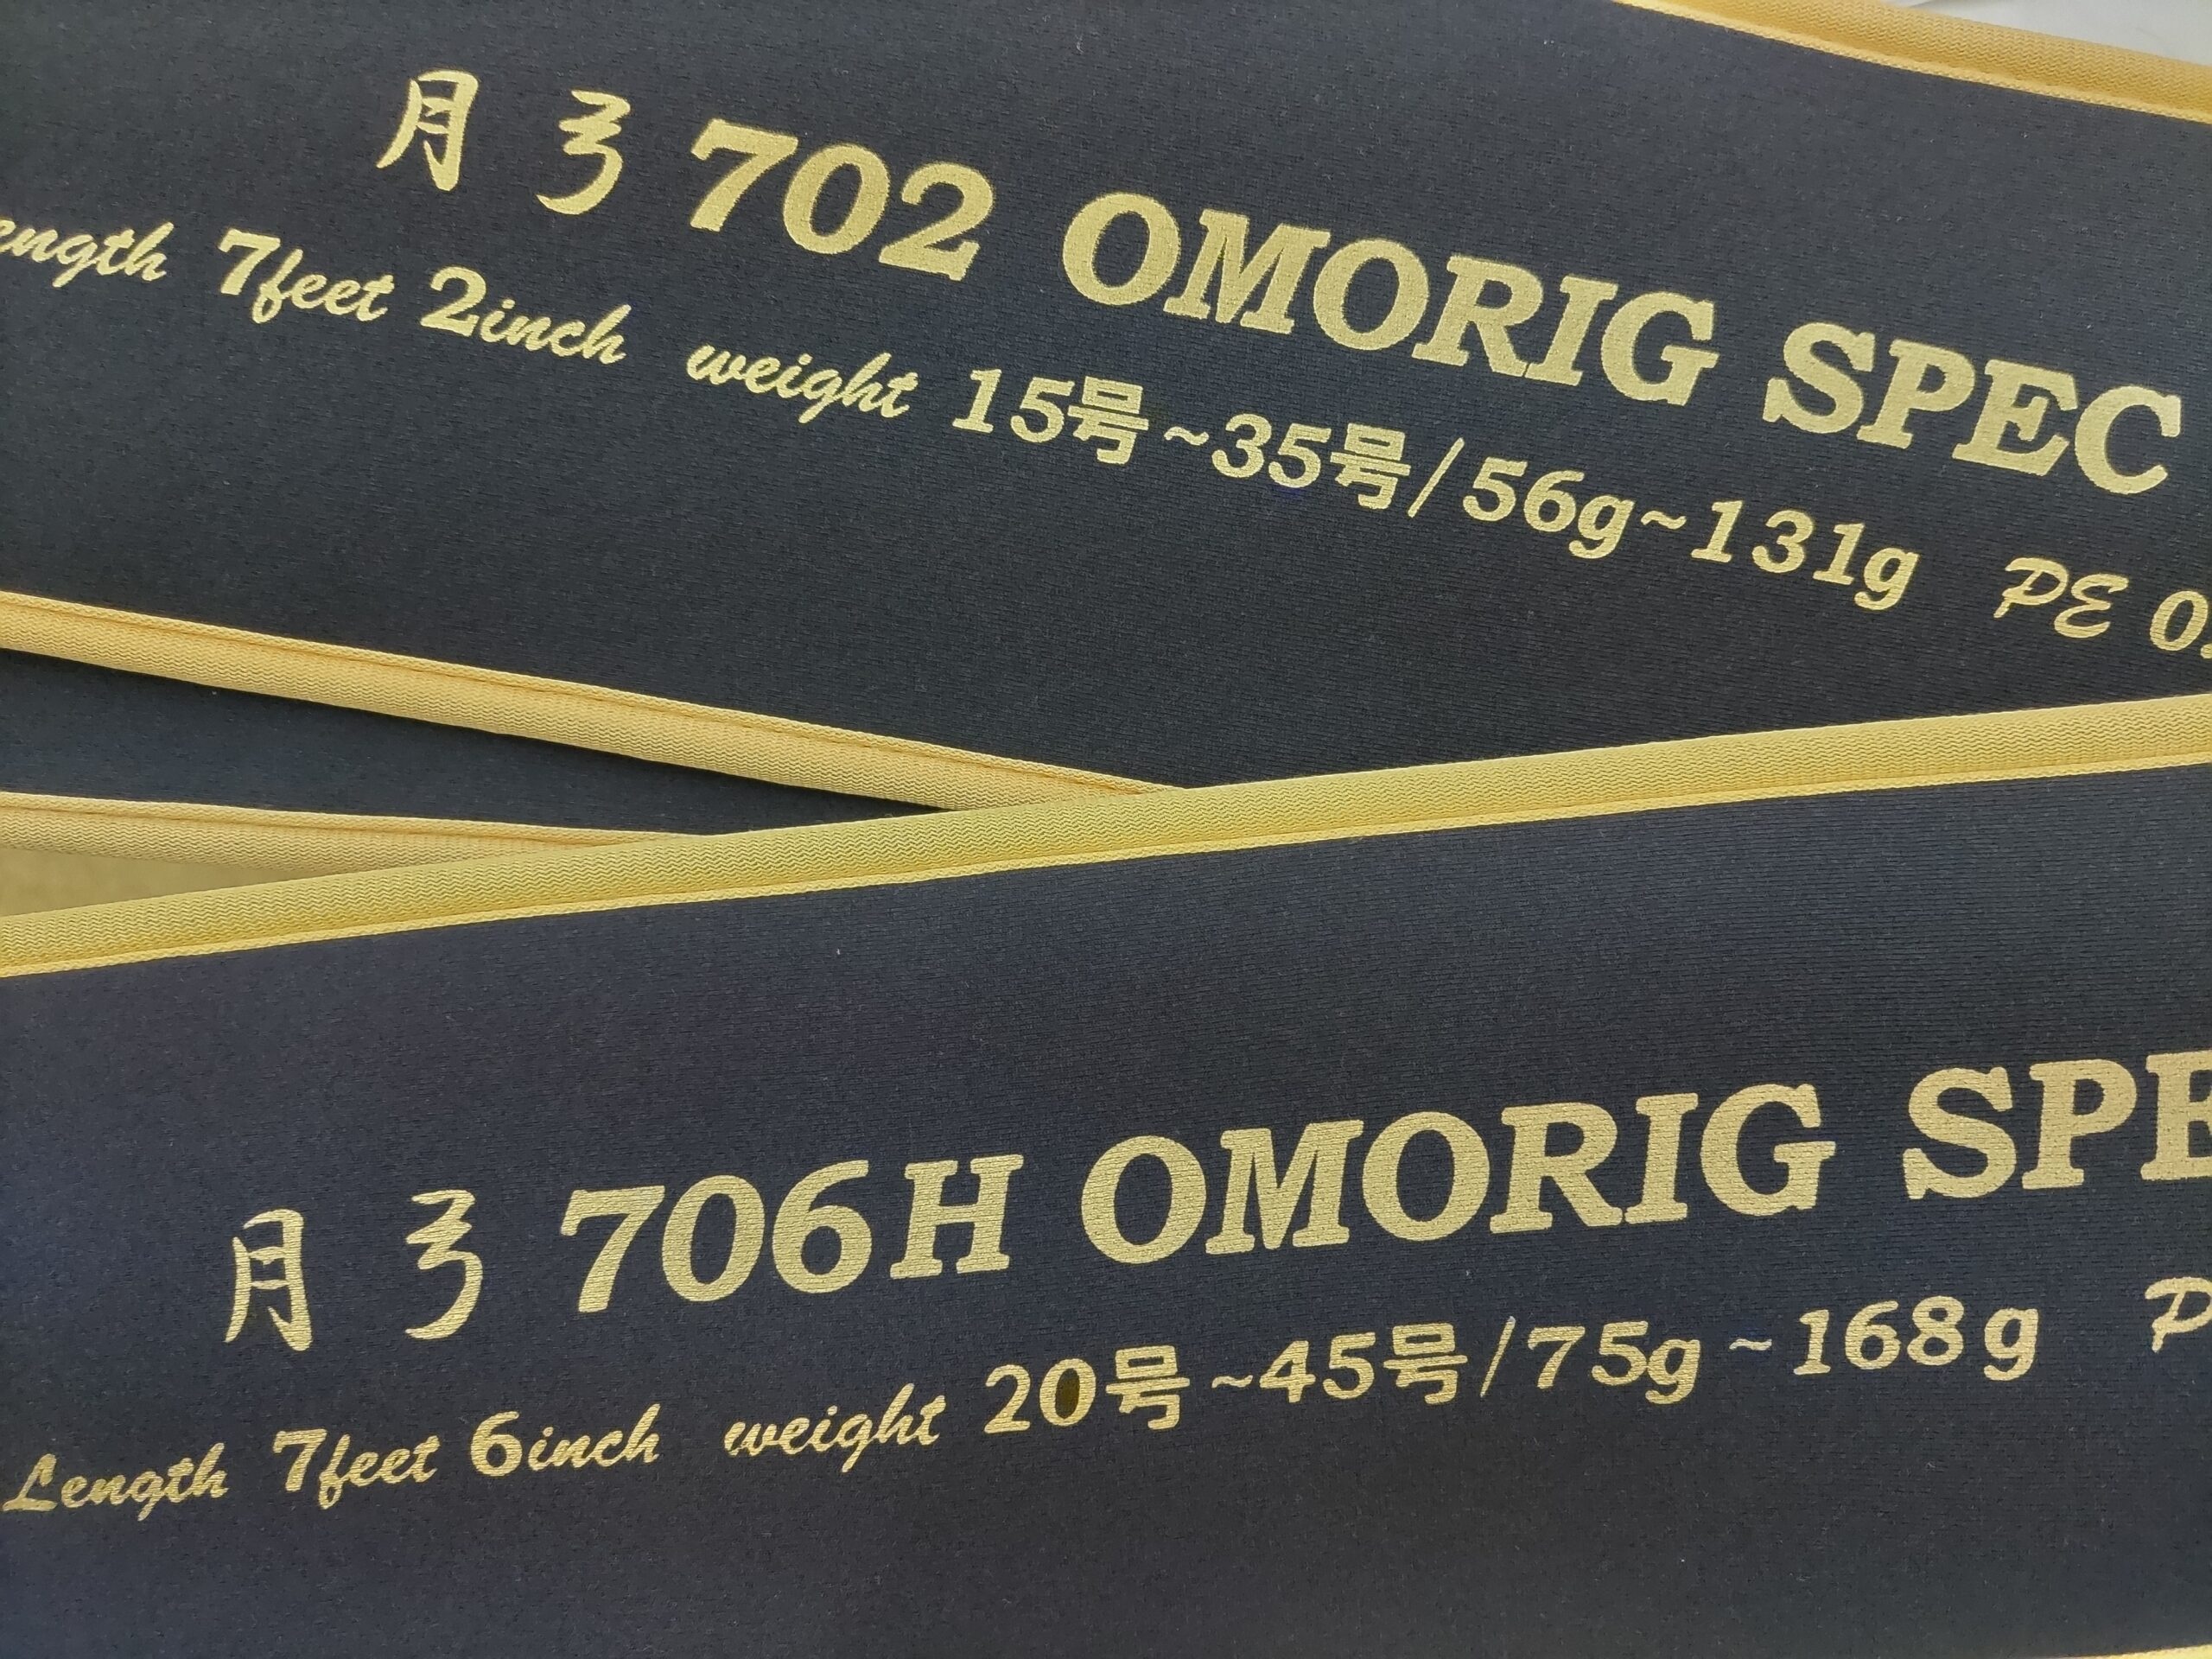 月弓 702 OMORIG SPEC
ength 7feet 2inch weight 15号~35号/56g~131g PE 0.
月弓 706H OMORIG SPE
Length 7feet 6inch weight 20号~45号/75g~168g P